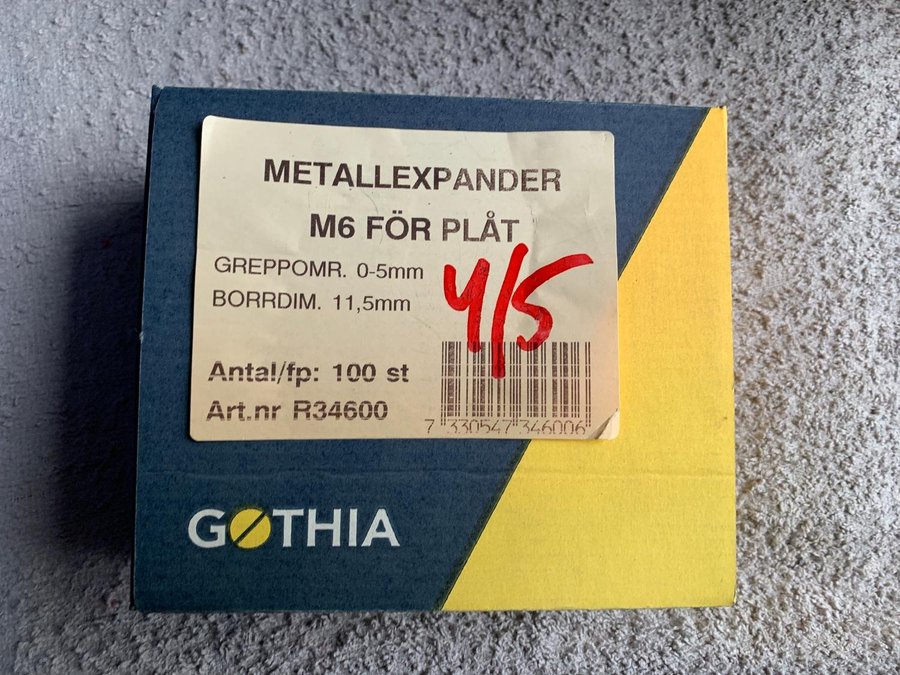 METALLEXPANDER
M6 FÖR PLÅT
GREPPOMR. 0-5mm
BORRDIM. 11,5mm
4/5
Antal/fp: 100 st
Art.nr R34600
7 330547 346006
GOTHIA